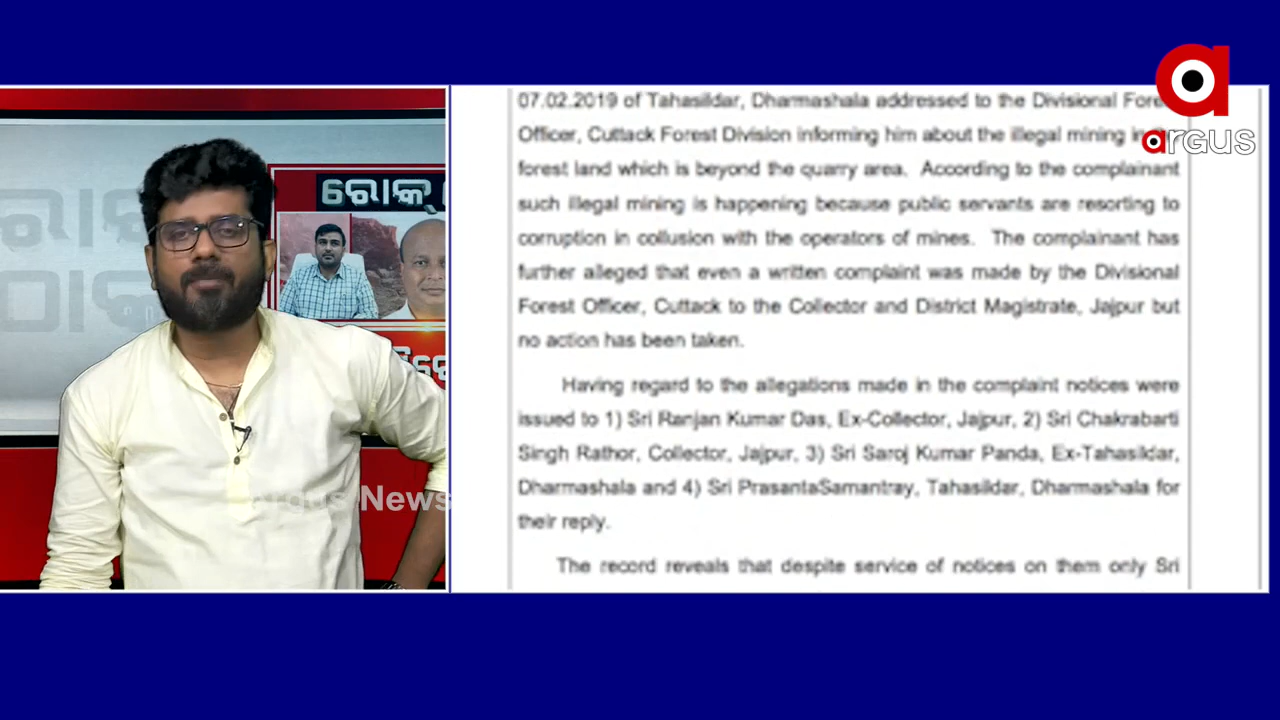 argus
ରୋକ୍
07.02.2019 of Tahasildar, Dharmashala addressed to the Divisional
Officer, Cuttack Forest Division informing him about the illegal mining in
forest land which is beyond the quarry area. According to the complainant
such illegal mining is happening because public servants are resorting to
corruption in collusion with the operators of mines. The complainant has
further alleged that even a written complaint was made by the Divisional
Forest Officer, Cuttack to the Collector and District Magistrate, Jajpur but
no action has been taken.
Having regard to the allegations made in the complaint notices were
issued to 1) Sri Ranjan Kumar Das, Ex-Collector, Jajpur, 2) Sri Chakrabarti
Singh Rathor, Collector, Jajpur, 3) Sri Saroj Kumar Panda, Ex-Tahasildar,
Dharmashala and 4) Sri PrasantaSamantray, Tahasildar, Dharmashala for
their reply.
The record reveals that despite service of notices on them only Sri
Argus News